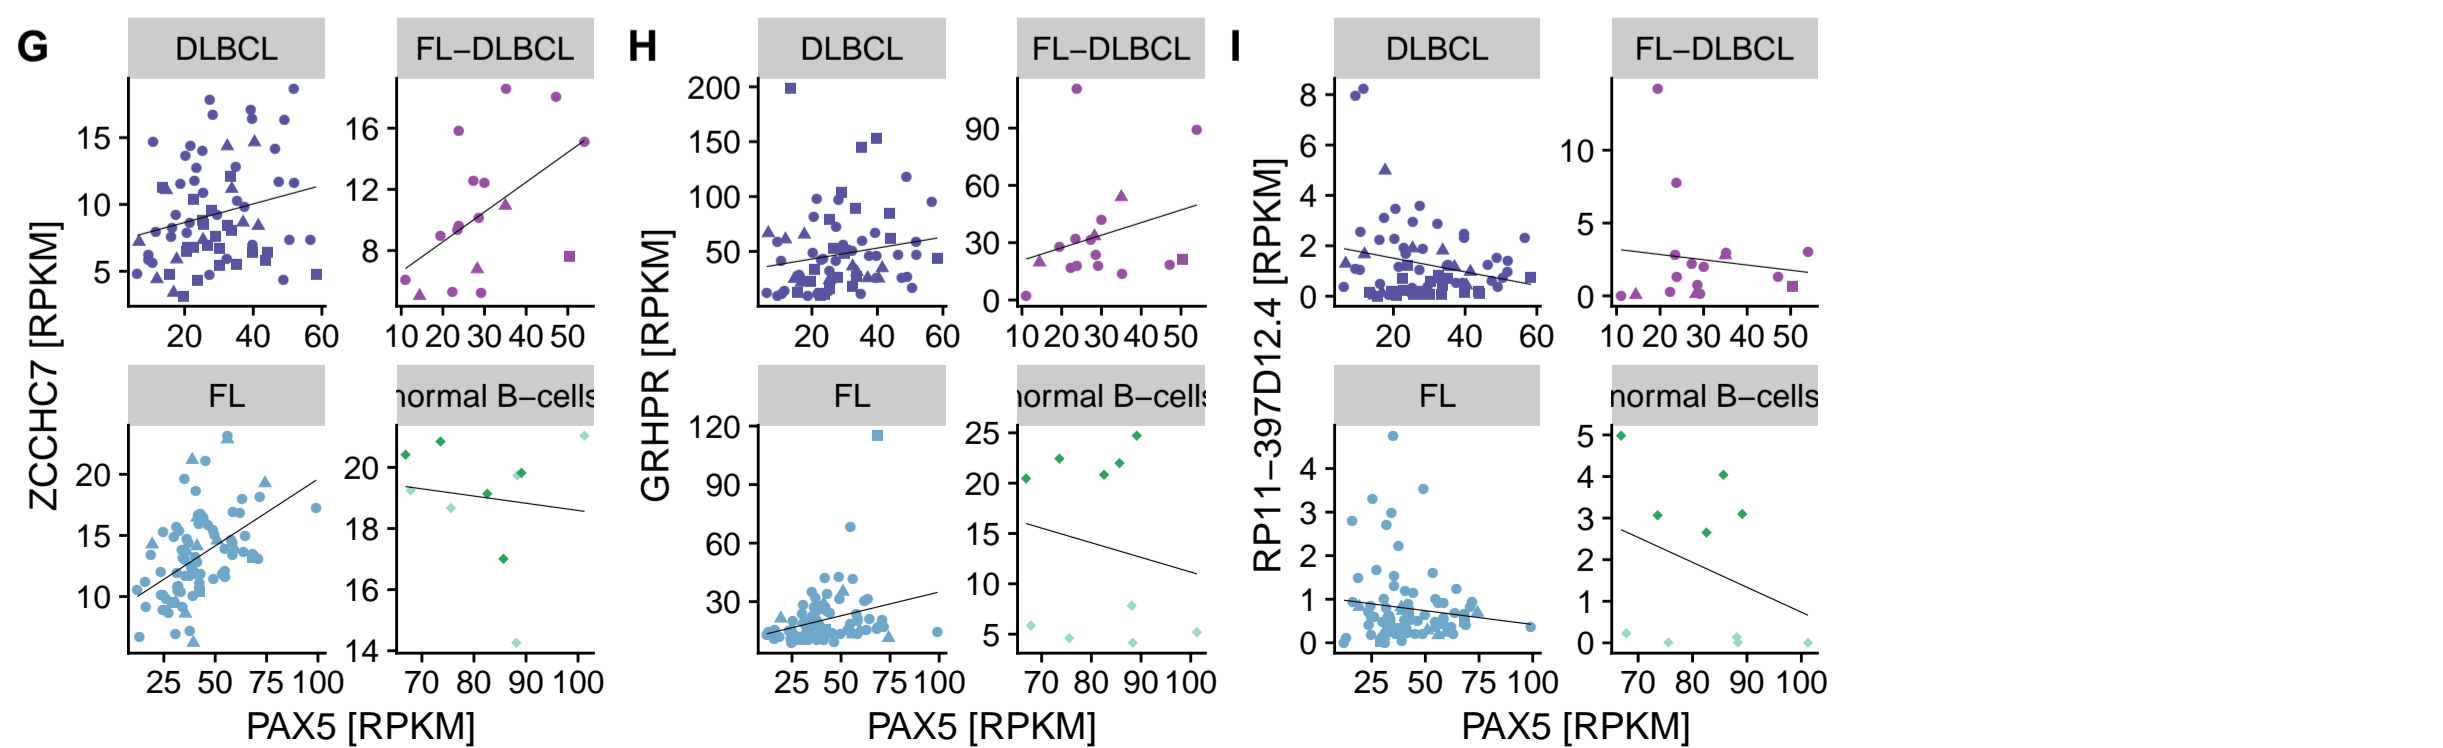 G
DLBCL
FL–DLBCL
H
DLBCL
FL–DLBCL
I
DLBCL
FL–DLBCL
ZCCHC7 [RPKM]
15
10
5
20 40 60
16
12
8
10 20 30 40 50
GRHPR [RPKM]
200
150
100
50
20 40 60
90
60
30
0
10 20 30 40 50
RP11–397D12.4 [RPKM]
8
6
4
2
0
20 40 60
10
5
0
10 20 30 40 50
FL
normal B–cells
FL
normal B–cells
FL
normal B–cells
20
15
10
25 50 75 100
20
18
16
14
70 80 90 100
120
90
60
30
25 50 75 100
25
20
15
10
5
70 80 90 100
4
3
2
1
0
25 50 75 100
5
4
3
2
1
0
70 80 90 100
PAX5 [RPKM]
PAX5 [RPKM]
PAX5 [RPKM]